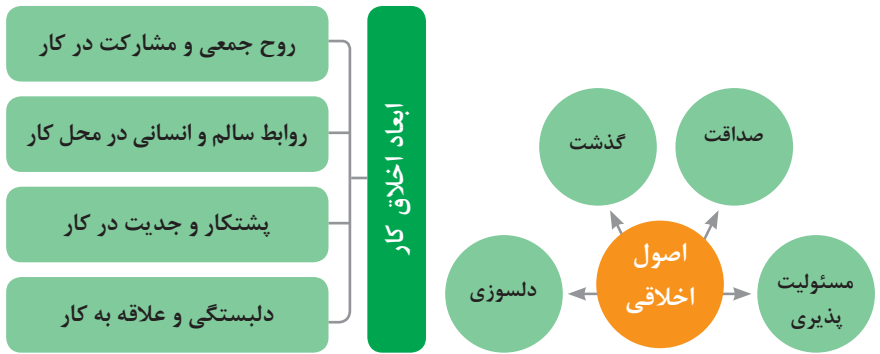 صداقت
گذشت
اصول
اخلاقی
مسئولیت
پذیری
دلسوزی
ابعاد اخلاق کار
روح جمعی و مشارکت در کار
روابط سالم و انسانی در محل کار
پشتکار و جدیت در کار
دلبستگی و علاقه به کار